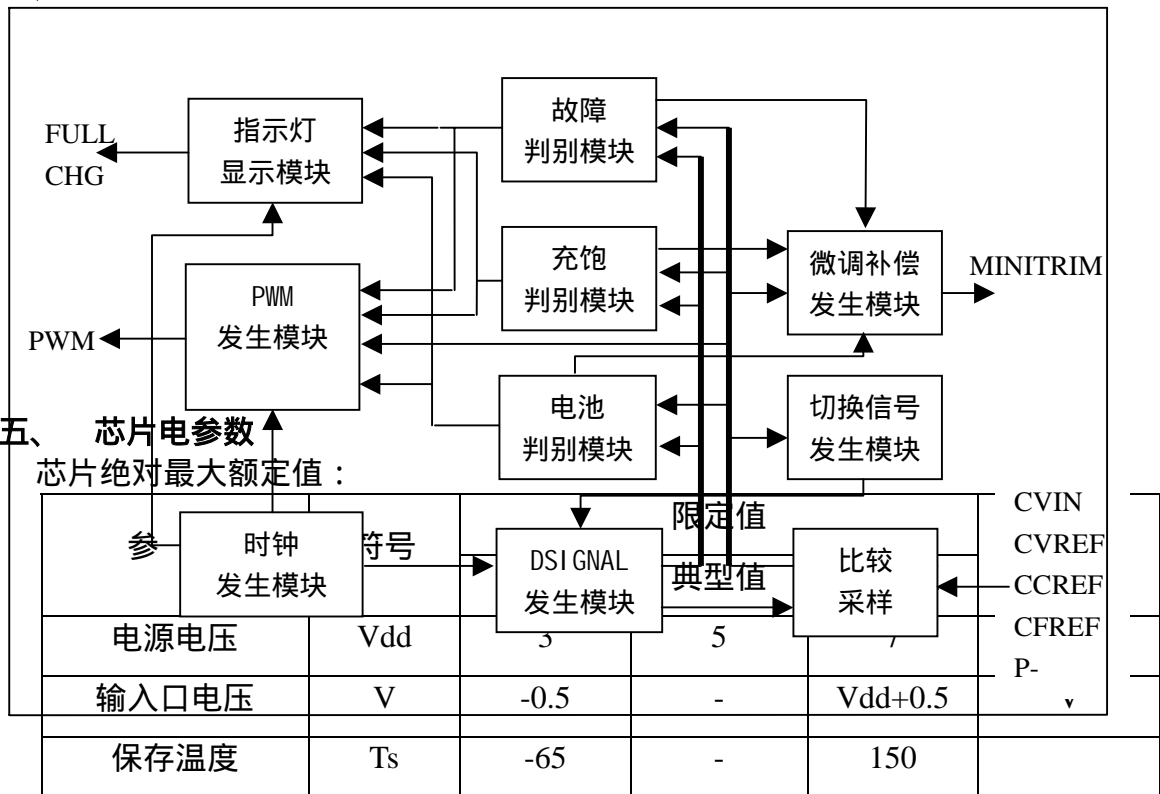 故障
判别模块
指示灯
显示模块
FULL
CHG
充饱
判别模块
微调补偿
发生模块
MINITRIM
PWM
发生模块
PWM
电池
判别模块
切换信号
发生模块
五、 芯片电参数
芯片绝对最大额定值：
参
符号
限定值
典型值
时钟
发生模块
DSIGNAL
发生模块
比较
采样
CVIN
CVREF
CCREF
CFREF
P-
电源电压 Vdd 3 5 7
输入口电压 V -0.5 - Vdd+0.5 V
保存温度 Ts -65 - 150